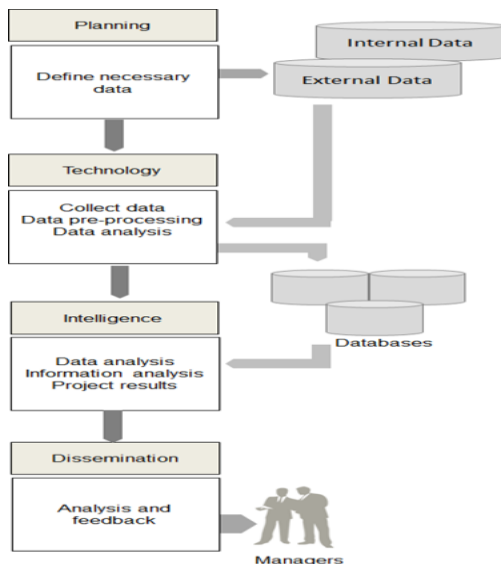 Planning
Internal Data
Define necessary
data
External Data
Technology
Collect data
Data pre-processing
Data analysis
Intelligence
Databases
Data analysis
Information analysis
Project results
Dissemination
Analysis and
feedback
Managers